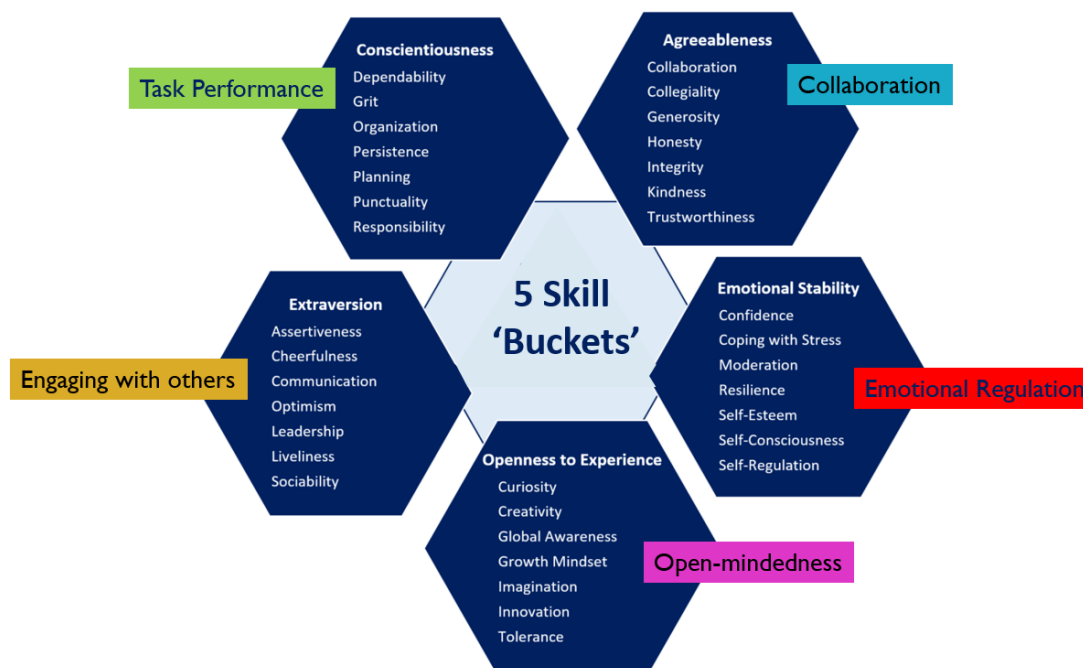 Conscientiousness
Dependability
Grit
Organization
Persistence
Planning
Punctuality
Responsibility
Task Performance
Agreeableness
Collaboration
Collegiality
Generosity
Honesty
Integrity
Kindness
Trustworthiness
Collaboration
5 Skill
‘Buckets’
Extraversion
Assertiveness
Cheerfulness
Communication
Optimism
Leadership
Liveliness
Sociability
Engaging with others
Emotional Stability
Confidence
Coping with Stress
Moderation
Resilience
Self-Esteem
Self-Consciousness
Self-Regulation
Emotional Regulation
Openness to Experience
Curiosity
Creativity
Global Awareness
Growth Mindset
Imagination
Innovation
Tolerance
Open-mindedness